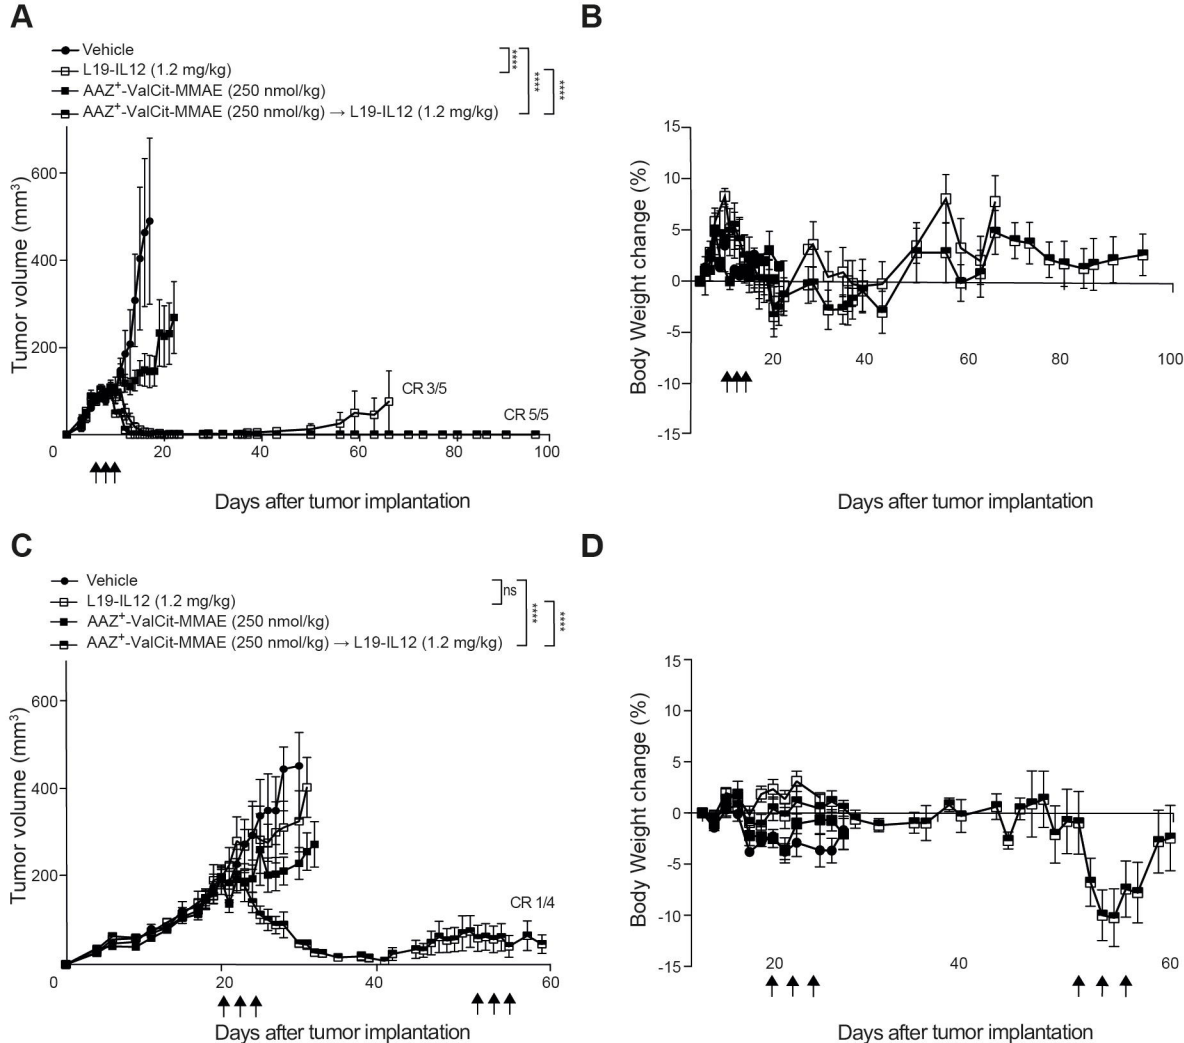 A
Vehicle
L19-IL12 (1.2 mg/kg)
AAZ+-ValCit-MMAE (250 nmol/kg)
AAZ+-ValCit-MMAE (250 nmol/kg) → L19-IL12 (1.2 mg/kg)
****
****
****
Tumor volume (mm³)
600
400
200
CR 3/5
CR 5/5
0 20 40 60 80 100
Days after tumor implantation
B
Body Weight change (%)
15
10
5
0
-5
-10
-15
20 40 60 80 100
Days after tumor implantation
C
Vehicle
L19-IL12 (1.2 mg/kg)
AAZ+-ValCit-MMAE (250 nmol/kg)
AAZ+-ValCit-MMAE (250 nmol/kg) → L19-IL12 (1.2 mg/kg)
ns
****
****
Tumor volume (mm³)
600
400
200
CR 1/4
0 20 40 60
Days after tumor implantation
D
Body Weight change (%)
15
10
5
0
-5
-10
-15
20 40 60
Days after tumor implantation